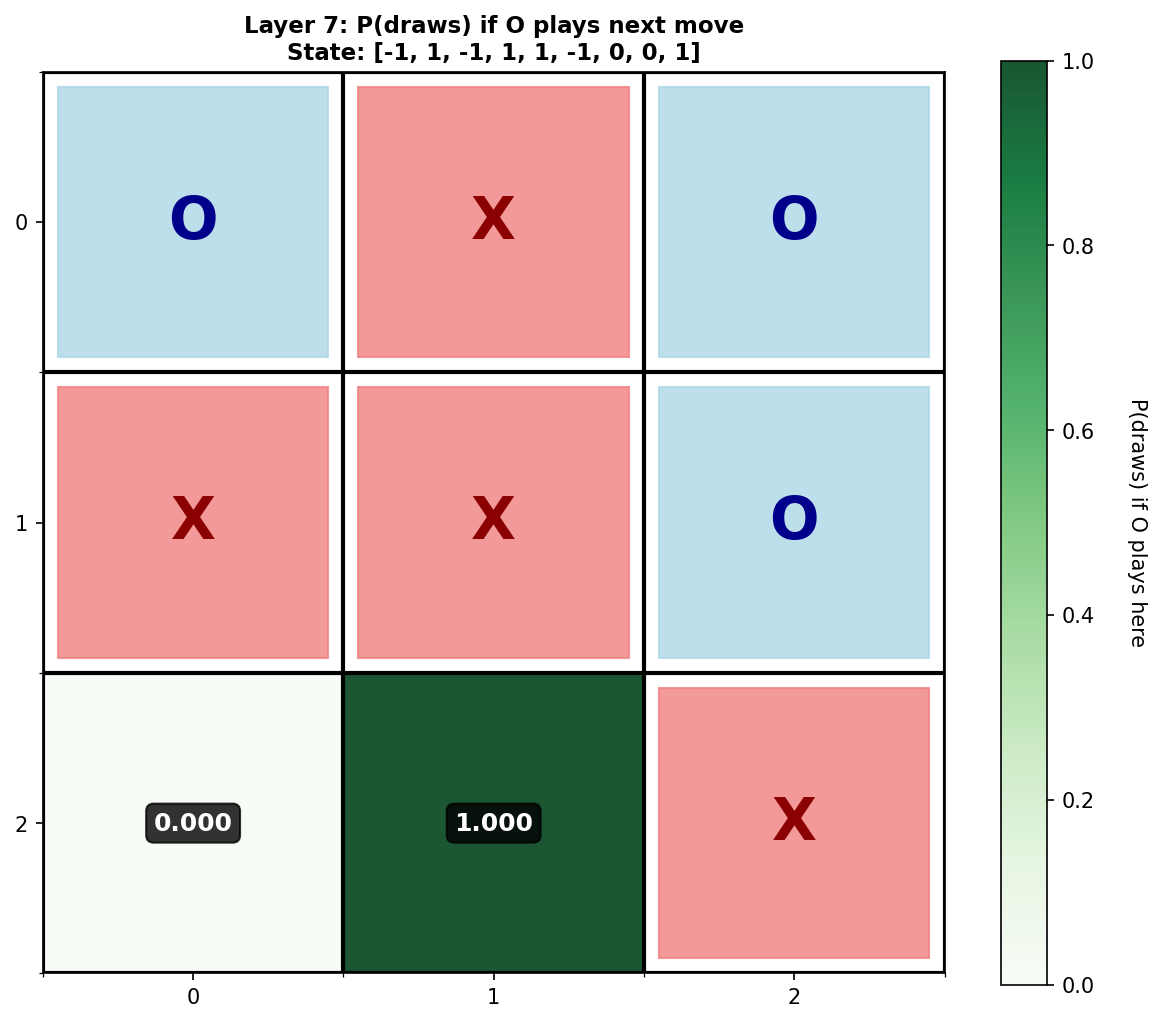 Layer 7: P(draws) if O plays next move
State: [-1, 1, -1, 1, 1, -1, 0, 0, 1]
O X O
0
X X O
1
0.000 1.000 X
2
0 1 2
1.0
0.8
0.6
0.4
0.2
0.0
P(draws) if O plays here